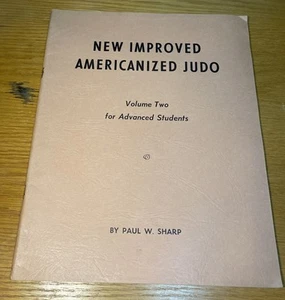 NEW IMPROVED
AMERICANIZED JUDO
Volume Two
for Advanced Students
BY PAUL W. SHARP